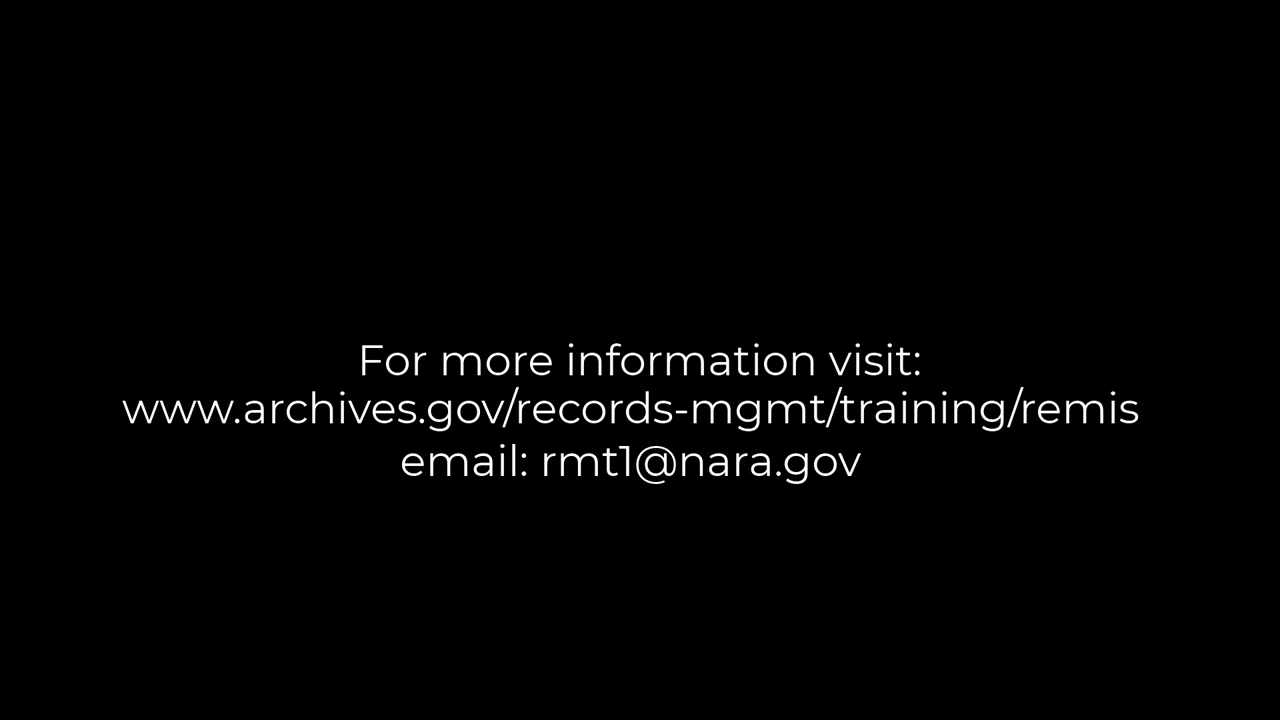 For more information visit:
www.archives.gov/records-mgmt/training/remis
email: rmt1@nara.gov